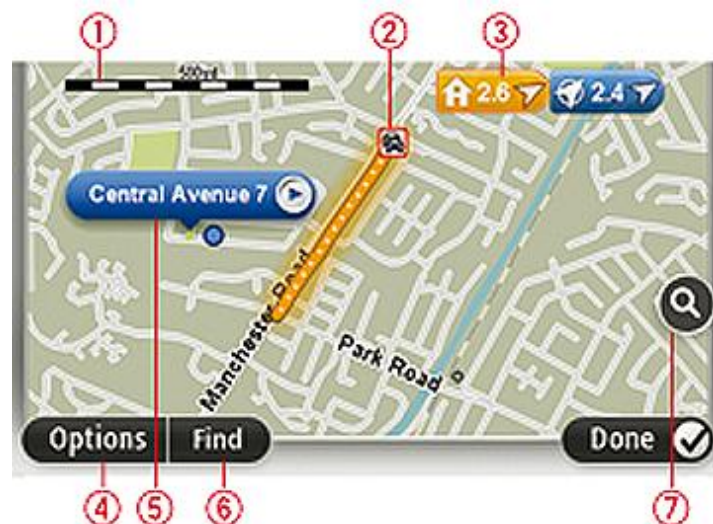 1 2 3
500yd
2.6 2.4
Central Avenue 7
Manchester Road
Park Road
Options Find Done
4 5 6 7